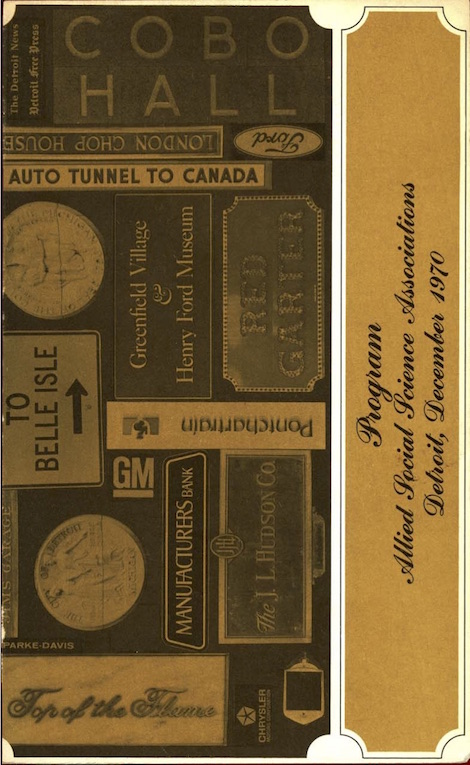 The Detroit News
Detroit Free Press
COBO
HALL
LONDON CHOP HOUSE
Ford
AUTO TUNNEL TO CANADA
Greenfield Village
&
Henry Ford Museum
RED
GARTER
TO
BELLE ISLE
Pontchartrain
GM
MANUFACTURERS BANK
The J. L. HUDSON CO.
PARKE-DAVIS
Top of the Flame
CHRYSLER
Program
Allied Social Science Associations
Detroit, December 1970